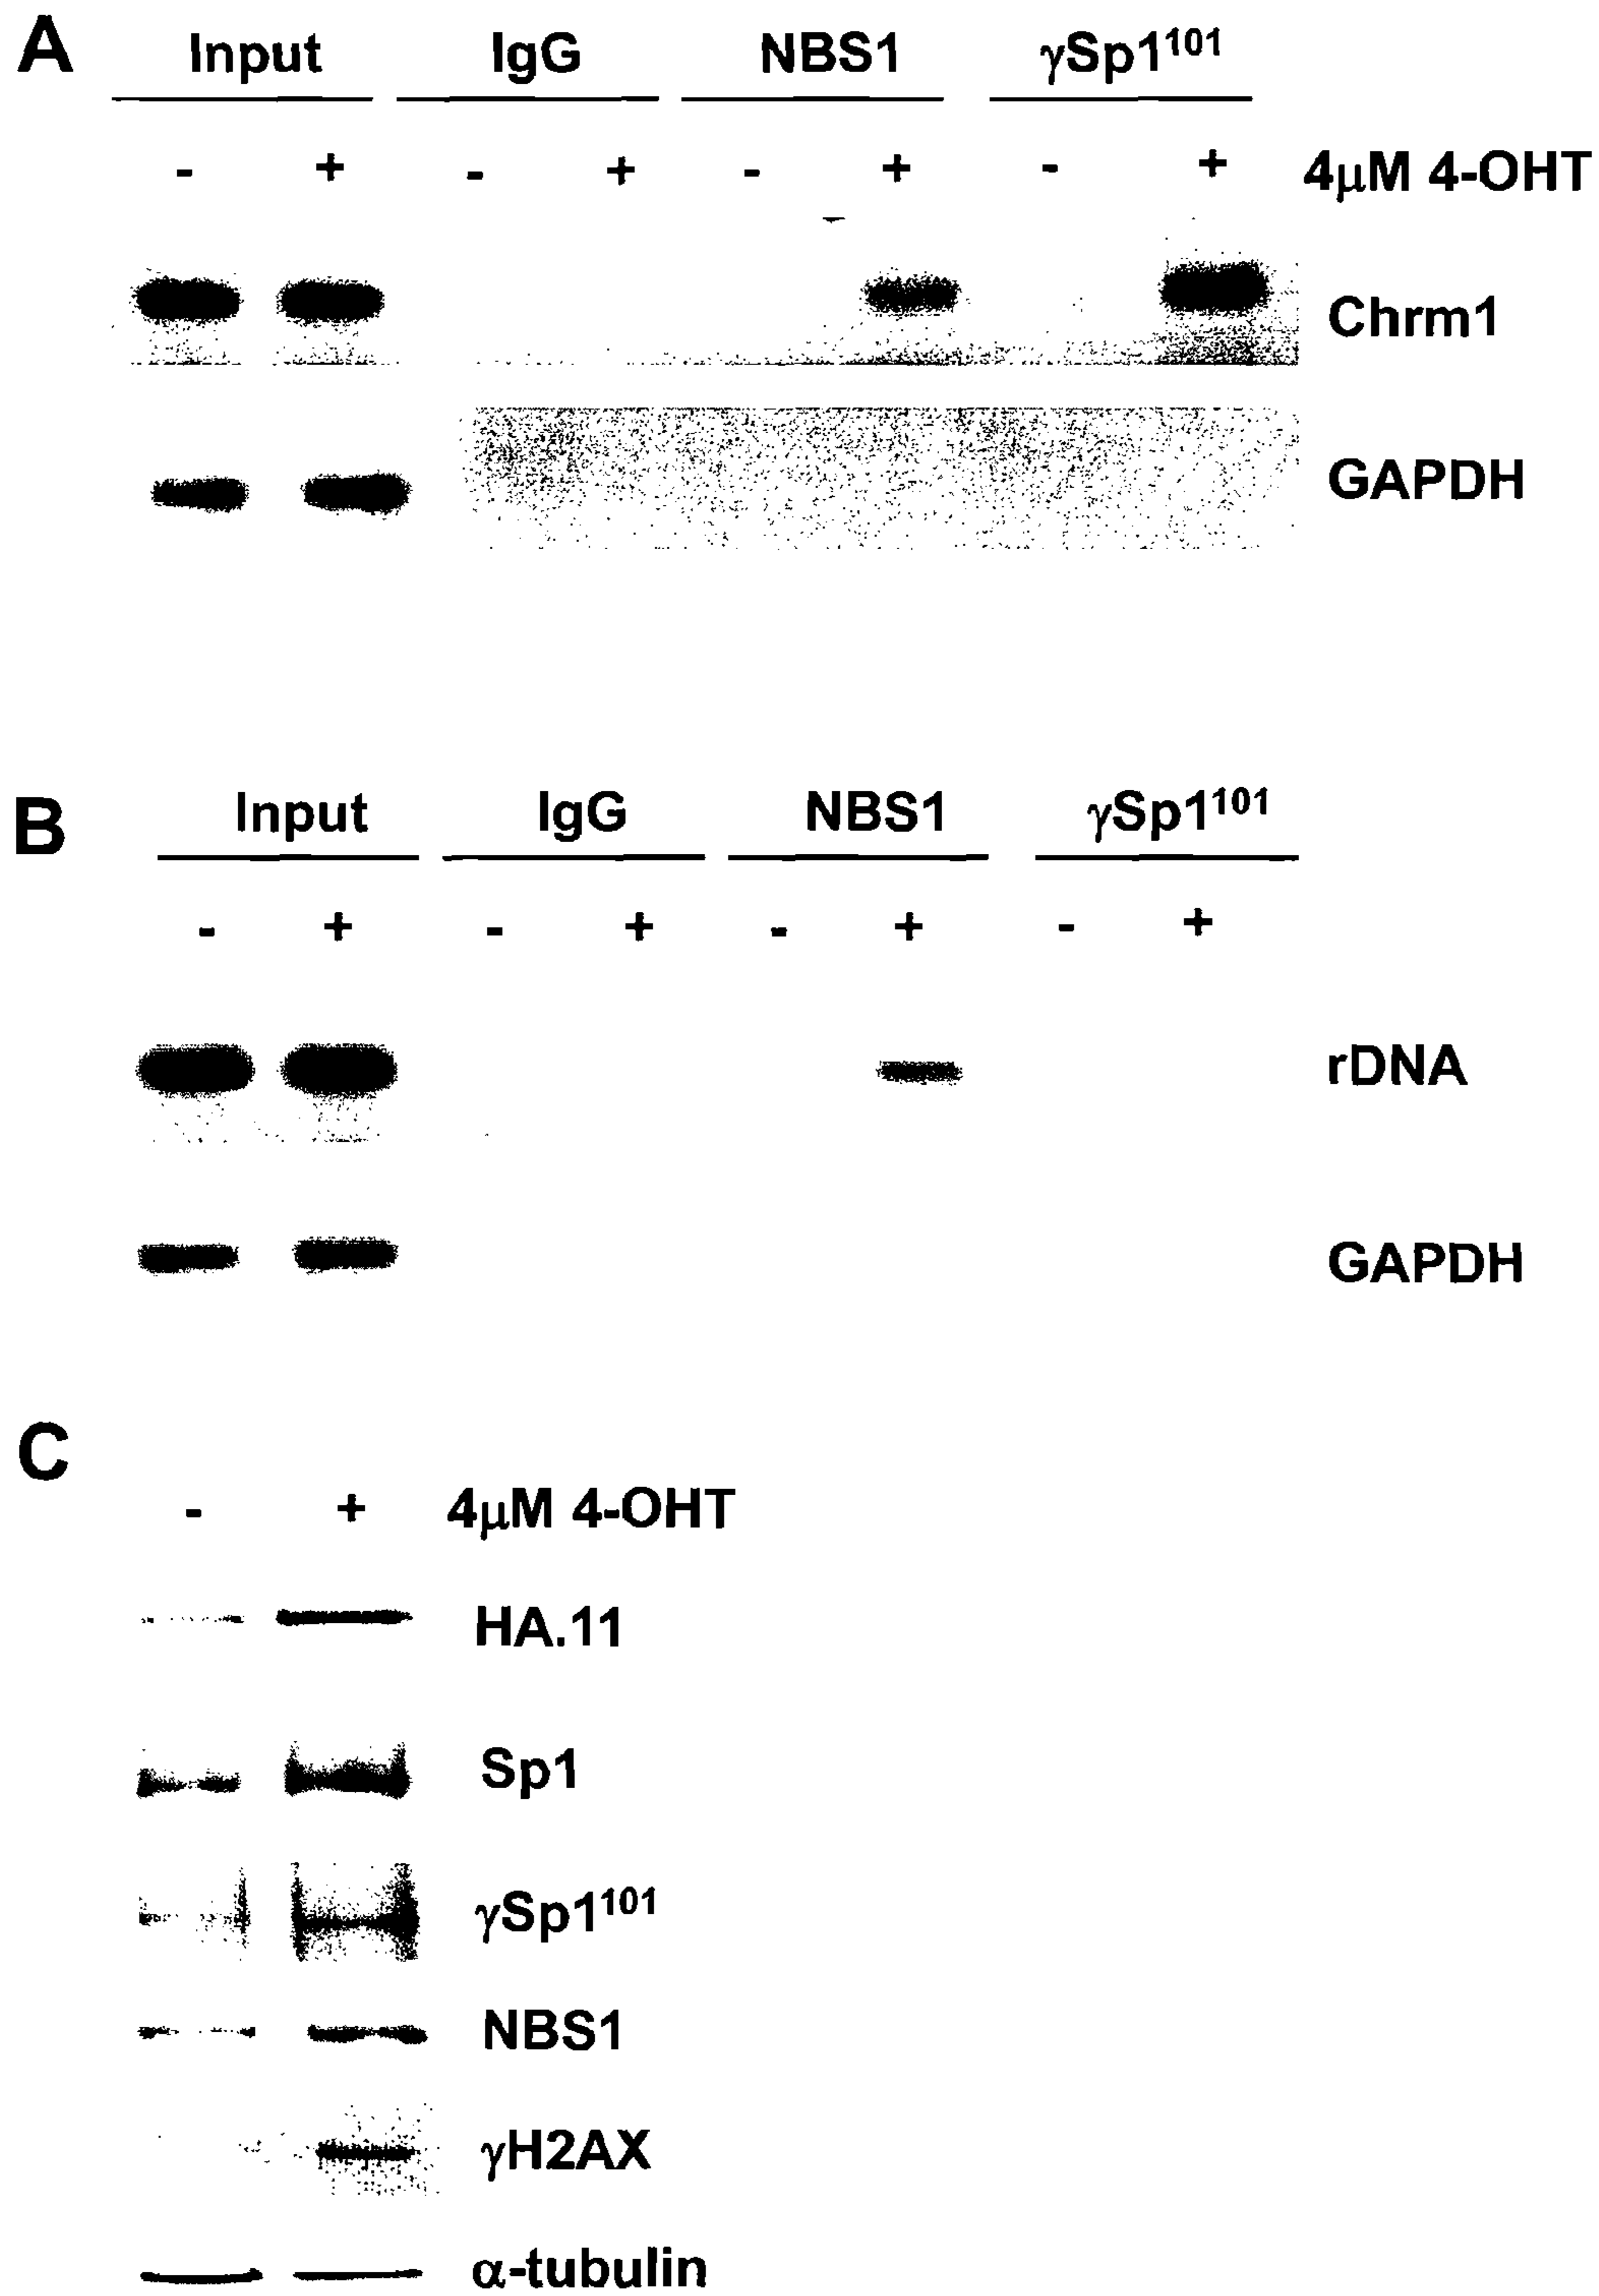 A
Input IgG NBS1 γSp1¹⁰¹
- + - + - + - + 4μM 4-OHT
Chrm1
GAPDH
B
Input IgG NBS1 γSp1¹⁰¹
- + - + - + - +
rDNA
GAPDH
C
- + 4μM 4-OHT
HA.11
Sp1
γSp1¹⁰¹
NBS1
γH2AX
α-tubulin